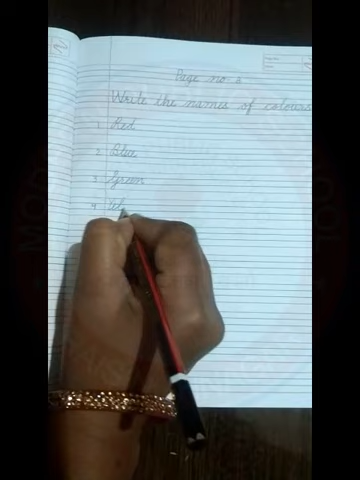 Page no: 2
Write the names of colours
1. Red
2. Blue
3. Green
4.